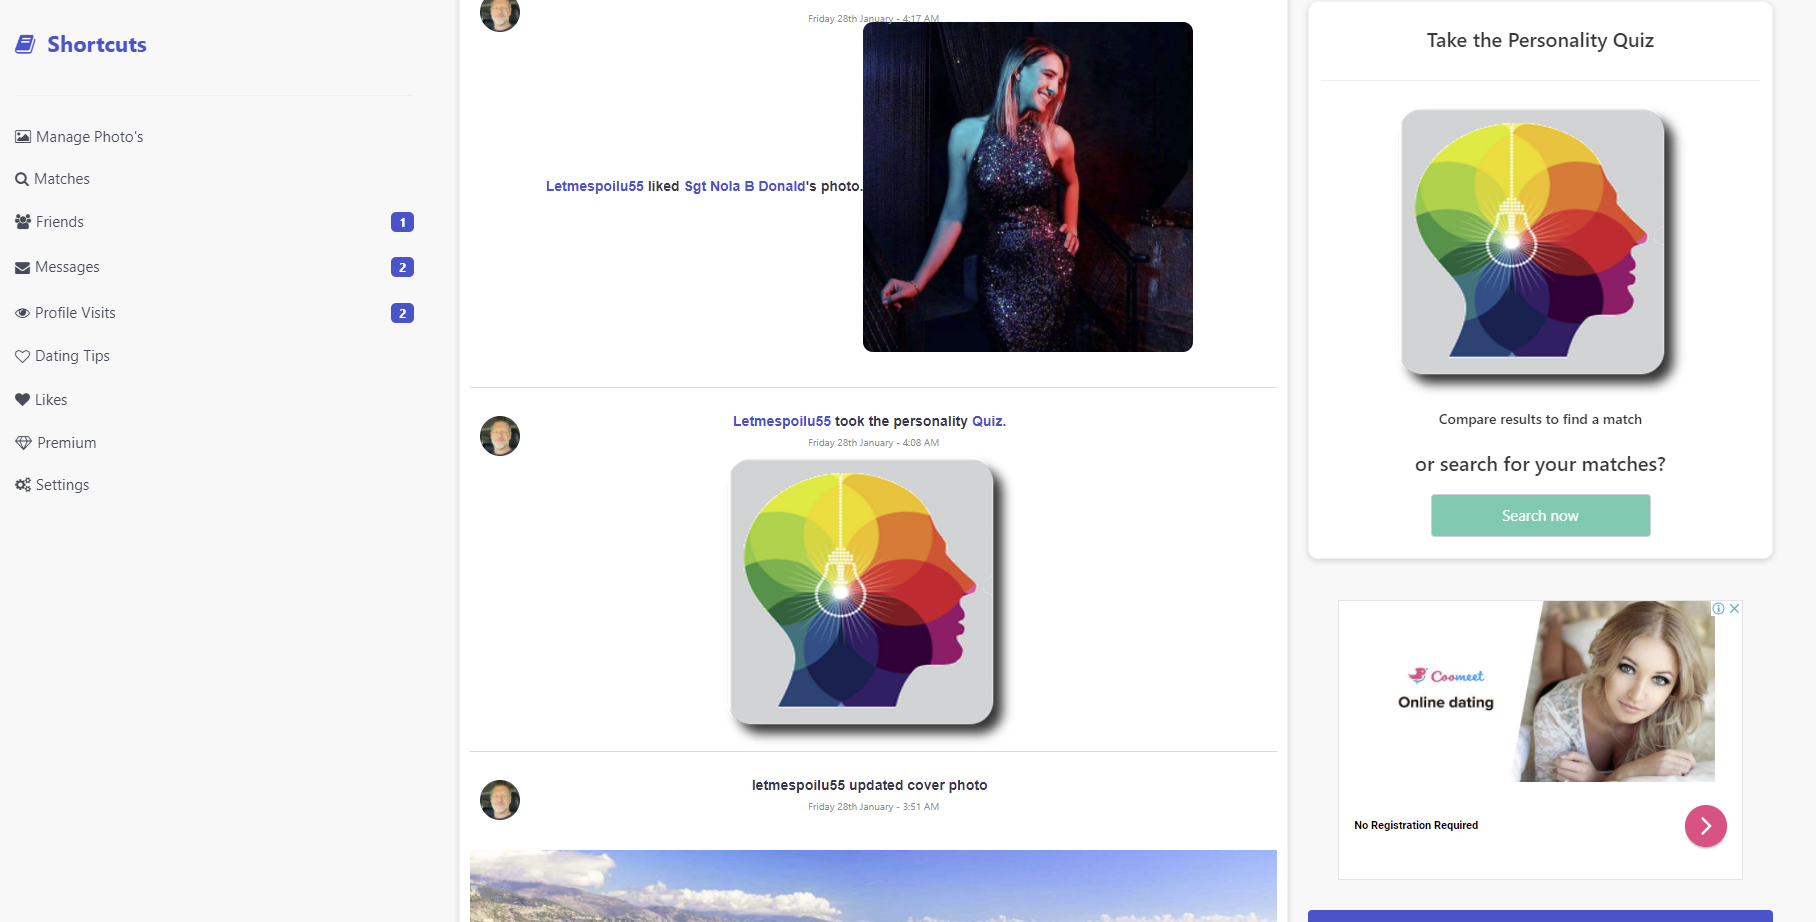 Shortcuts
Manage Photo's
Matches
Friends 1
Messages 2
Profile Visits 2
Dating Tips
Likes
Premium
Settings
Friday 28th January - 4:17 AM
Letmespoilu55 liked Sgt Nola B Donald's photo.
Letmespoilu55 took the personality Quiz.
Friday 28th January - 4:08 AM
letmespoilu55 updated cover photo
Friday 28th January - 3:51 AM
Take the Personality Quiz
Compare results to find a match
or search for your matches?
Search now
Coomeet
Online dating
No Registration Required